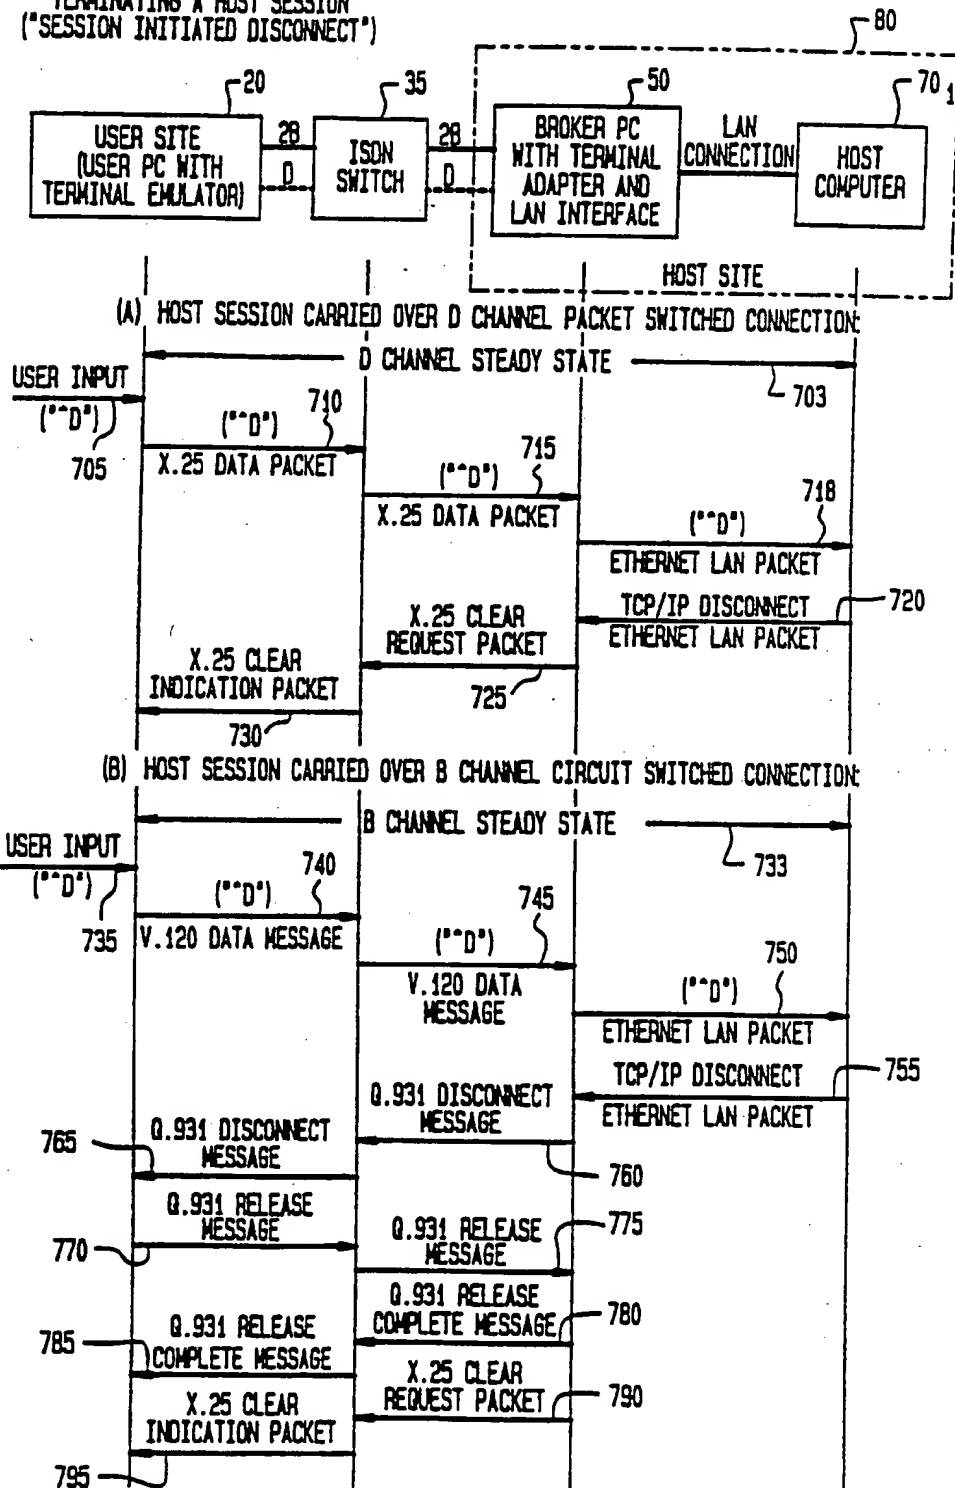 TERMINATING A HOST SESSION
("SESSION INITIATED DISCONNECT")
80
20
35
50
70
1
USER SITE
(USER PC WITH
TERMINAL EMULATOR)
2B
D
ISDN
SWITCH
2B
D
BROKER PC
WITH TERMINAL
ADAPTER AND
LAN INTERFACE
LAN
CONNECTION
HOST
COMPUTER
HOST SITE
(A) HOST SESSION CARRIED OVER D CHANNEL PACKET SWITCHED CONNECTION:
D CHANNEL STEADY STATE
703
USER INPUT
("^D")
705
("^D")
710
X.25 DATA PACKET
("^D")
715
X.25 DATA PACKET
("^D")
718
ETHERNET LAN PACKET
TCP/IP DISCONNECT
720
ETHERNET LAN PACKET
X.25 CLEAR
REQUEST PACKET
725
X.25 CLEAR
INDICATION PACKET
730
(B) HOST SESSION CARRIED OVER B CHANNEL CIRCUIT SWITCHED CONNECTION:
B CHANNEL STEADY STATE
733
USER INPUT
("^D")
735
("^D")
740
V.120 DATA MESSAGE
("^D")
745
V.120 DATA
MESSAGE
("^D")
750
ETHERNET LAN PACKET
TCP/IP DISCONNECT
755
ETHERNET LAN PACKET
Q.931 DISCONNECT
MESSAGE
760
765
Q.931 DISCONNECT
MESSAGE
Q.931 RELEASE
MESSAGE
770
Q.931 RELEASE
MESSAGE
775
Q.931 RELEASE
COMPLETE MESSAGE
780
785
Q.931 RELEASE
COMPLETE MESSAGE
X.25 CLEAR
REQUEST PACKET
790
X.25 CLEAR
INDICATION PACKET
795